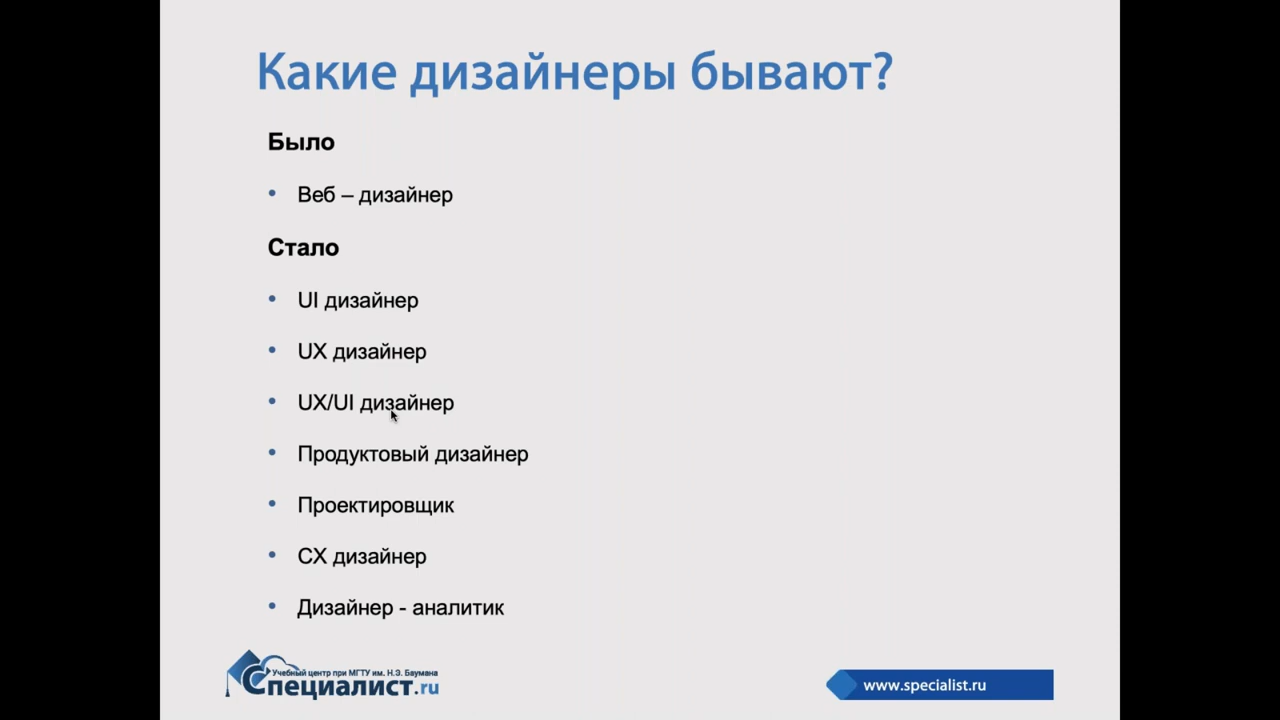 Какие дизайнеры бывают?
Было
• Веб – дизайнер
Стало
• UI дизайнер
• UX дизайнер
• UX/UI дизайнер
• Продуктовый дизайнер
• Проектировщик
• CX дизайнер
• Дизайнер - аналитик
Учебный центр при МГТУ им. Н.Э. Баумана
Специалист.ru
www.specialist.ru